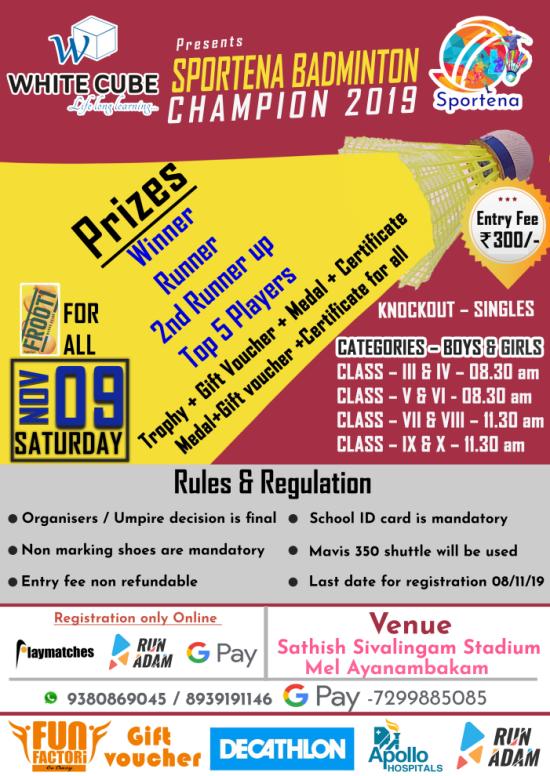 W
WHITE CUBE
Life long learning...
Presents
SPORTENA BADMINTON
CHAMPION 2019
Sportena
Prizes
Winner
Runner
2nd Runner up
Top 5 Players
Trophy + Gift Voucher + Medal + Certificate
Medal+Gift voucher +Certificate for all
Entry Fee
₹300/-
KNOCKOUT – SINGLES
FROOTI
FOR
ALL
NOV 09
SATURDAY
CATEGORIES – BOYS & GIRLS
CLASS – III & IV – 08.30 am
CLASS – V & VI – 08.30 am
CLASS – VII & VIII – 11.30 am
CLASS – IX & X – 11.30 am
Rules & Regulation
● Organisers / Umpire decision is final
● Non marking shoes are mandatory
● Entry fee non refundable
● School ID card is mandatory
● Mavis 350 shuttle will be used
● Last date for registration 08/11/19
Registration only Online
Playmatches
RUN
ADAM
G Pay
Venue
Sathish Sivalingam Stadium
Mel Ayanambakam
9380869045 / 8939191146 G Pay -7299885085
FUN
FACTORi
Gift
voucher
DECATHLON
Apollo
HOSPITALS
RUN
ADAM